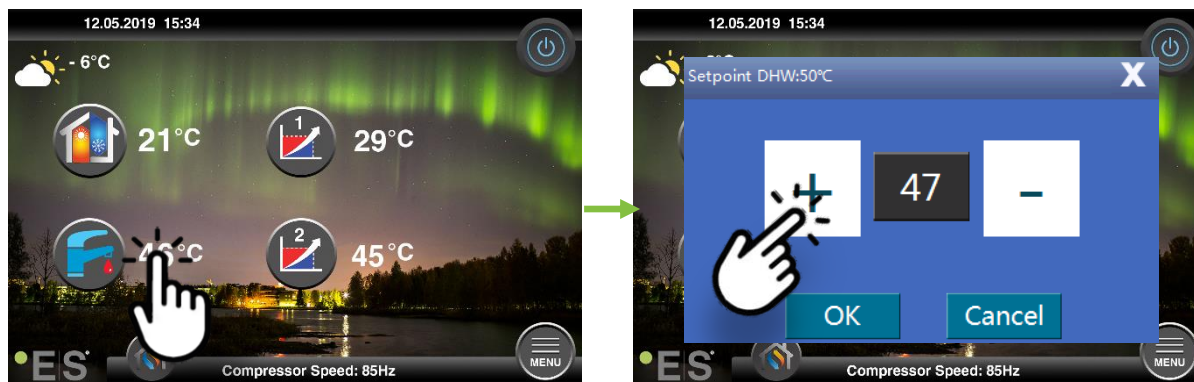 12.05.2019 15:34
- 6°C
21°C
1
29°C
46°C
2
45°C
•ES
Compressor Speed: 85Hz
MENU
12.05.2019 15:34
Setpoint DHW:50℃
X
+
47
-
OK
Cancel
•ES
Compressor Speed: 85Hz
MENU